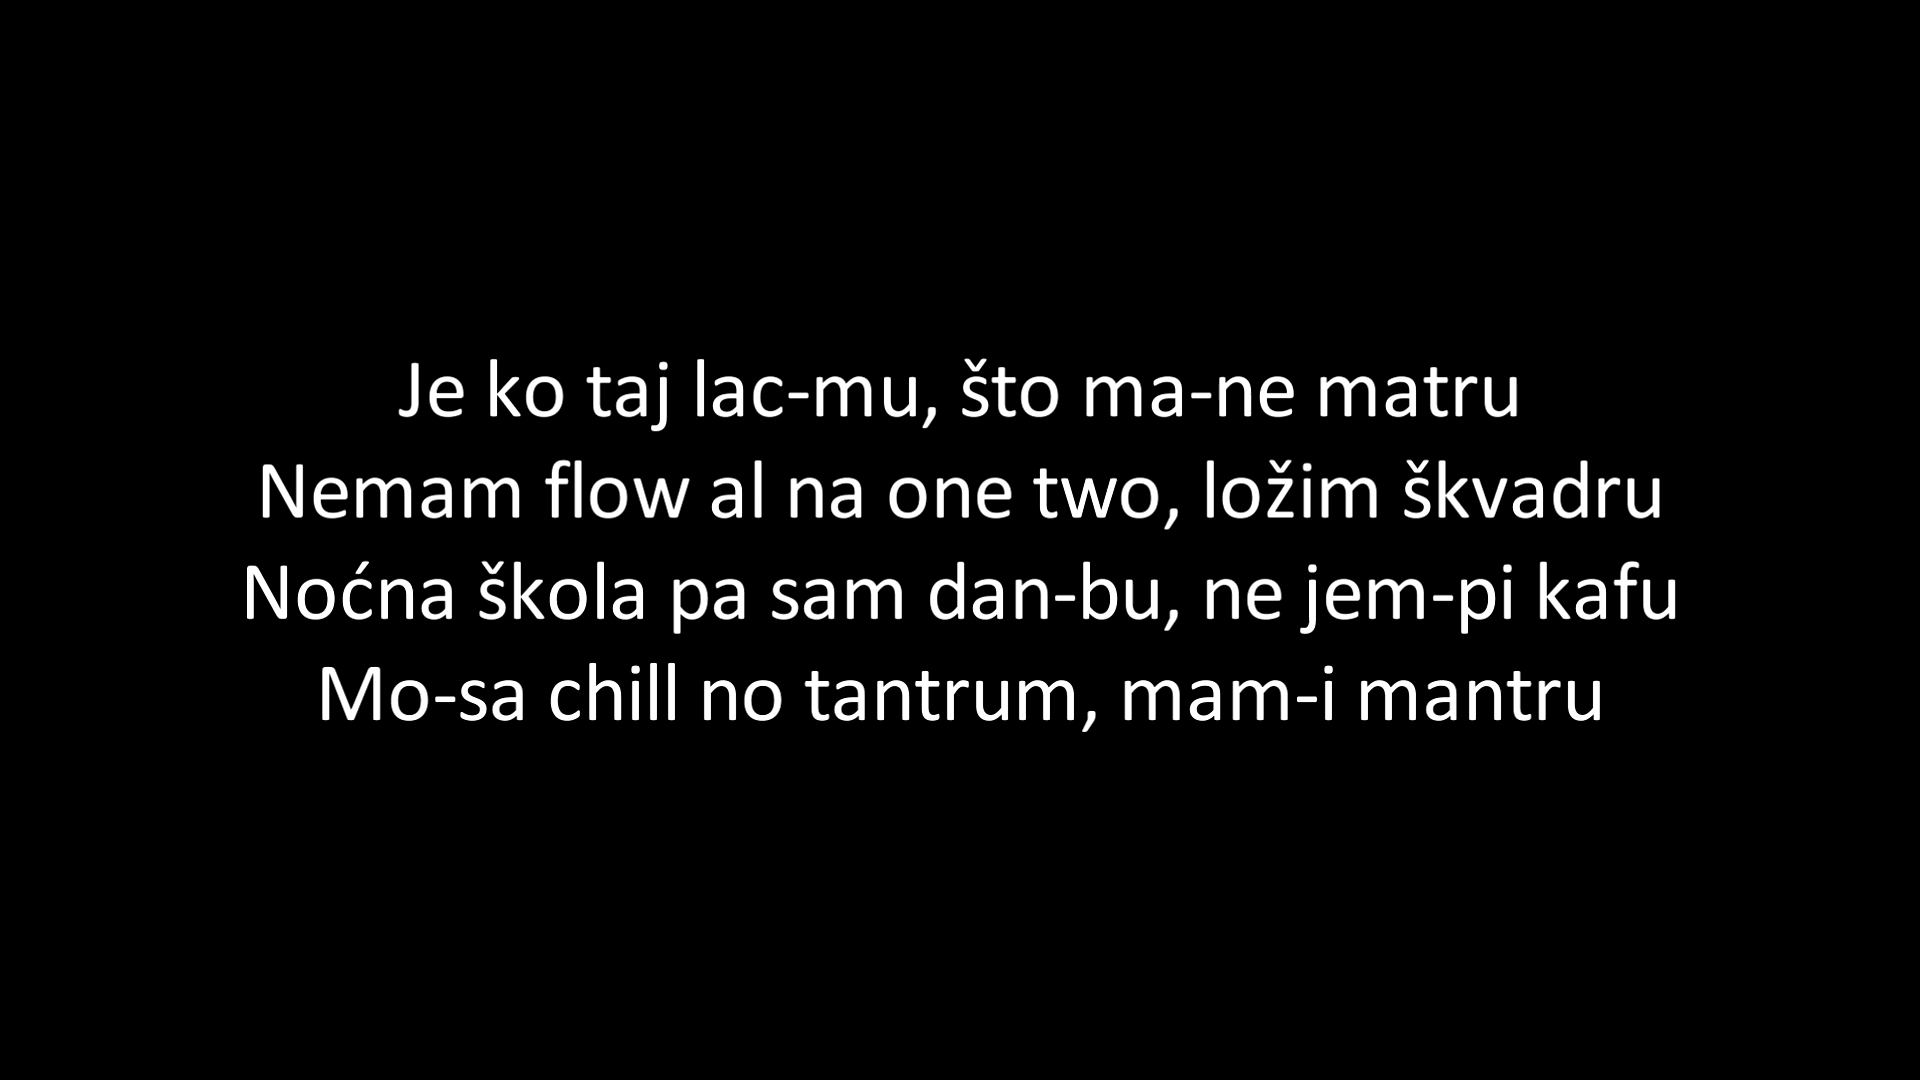 Je ko taj lac-mu, što ma-ne matru
Nemam flow al na one two, ložim škvadru
Noćna škola pa sam dan-bu, ne jem-pi kafu
Mo-sa chill no tantrum, mam-i mantru